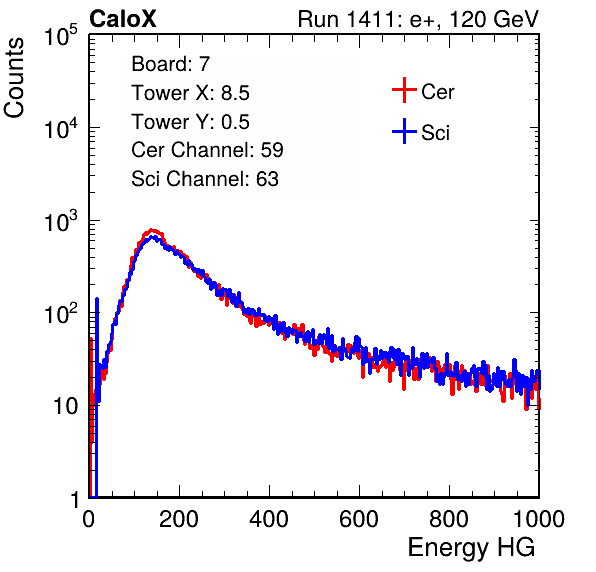 CaloX Run 1411: e+, 120 GeV
Counts
Board: 7
Tower X: 8.5
Tower Y: 0.5
Cer Channel: 59
Sci Channel: 63
Cer
Sci
10^5
10^4
10^3
10^2
10
1
0 200 400 600 800 1000
Energy HG